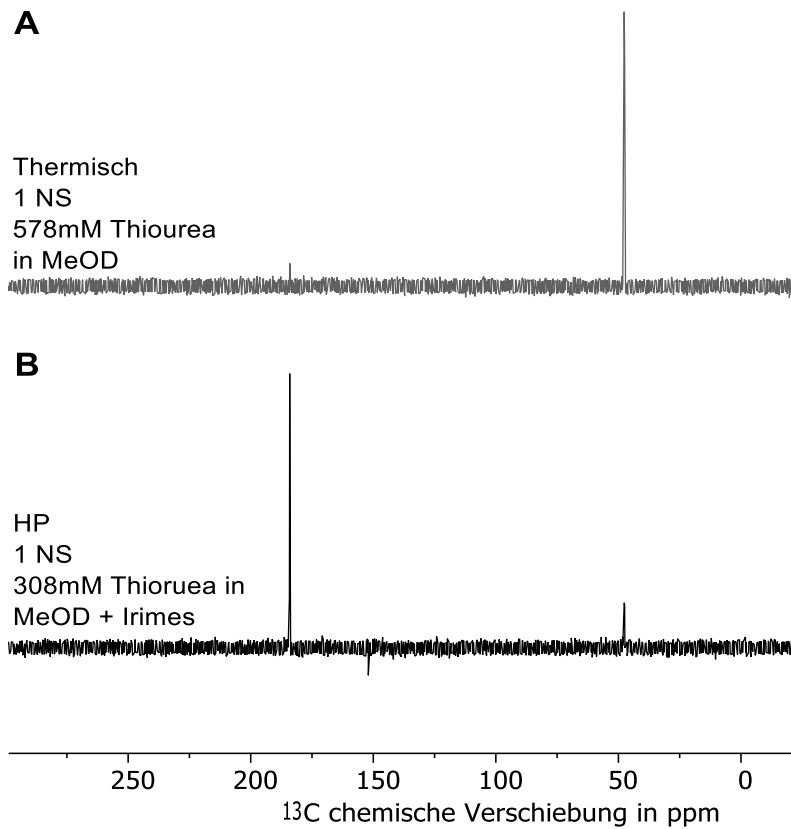 A
Thermisch
1 NS
578mM Thiourea
in MeOD
B
HP
1 NS
308mM Thioruea in
MeOD + Irimes
250 200 150 100 50 0
13C chemische Verschiebung in ppm